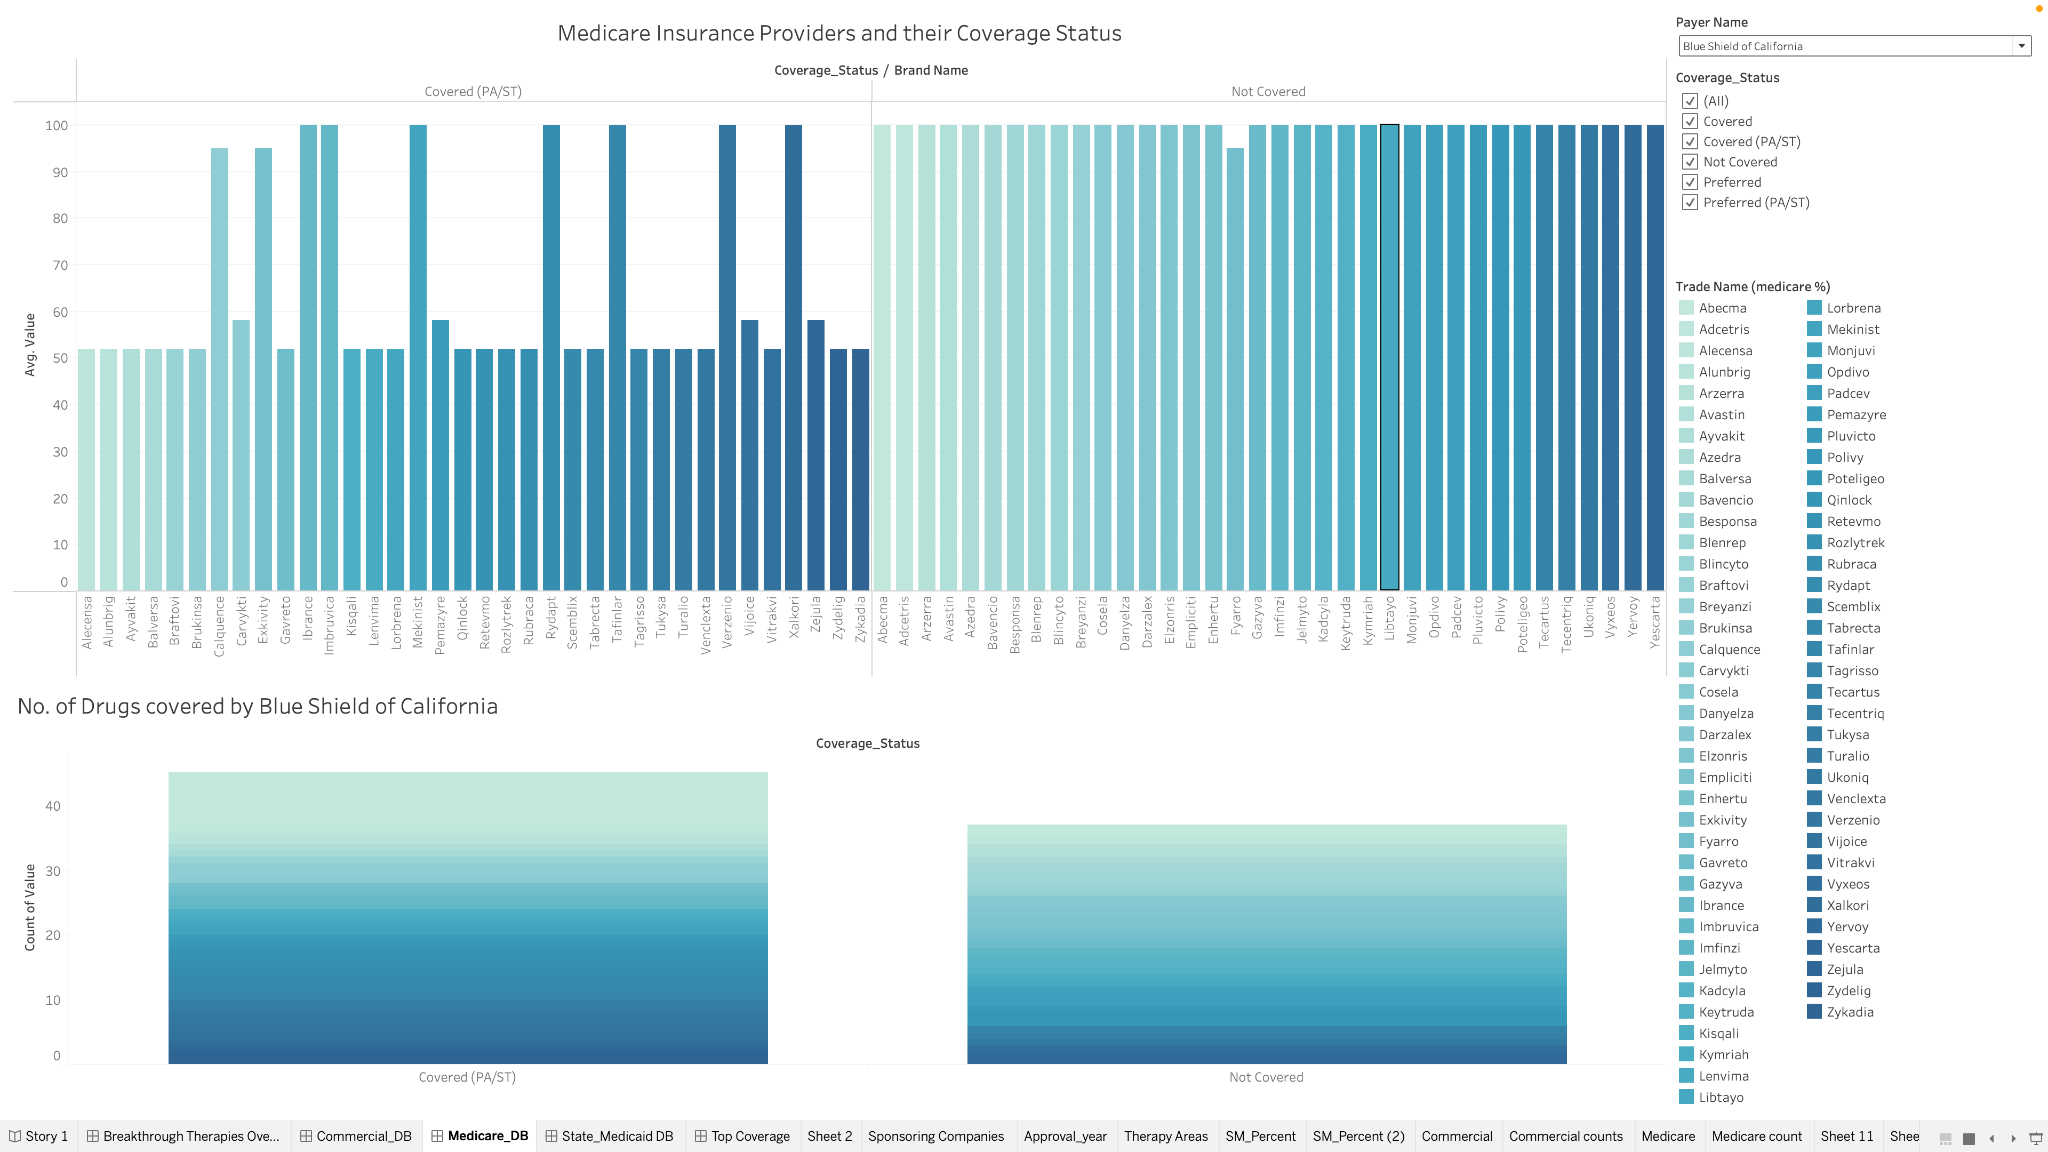 Medicare Insurance Providers and their Coverage Status
Coverage_Status / Brand Name
Covered (PA/ST)
Not Covered
Avg. Value
100
90
80
70
60
50
40
30
20
10
0
Alecensa
Alunbrig
Ayvakit
Balversa
Braftovi
Brukinsa
Calquence
Carvykti
Exkivity
Gavreto
Ibrance
Imbruvica
Kisqali
Lenvima
Lorbrena
Mekinist
Pemazyre
Qinlock
Retevmo
Rozlytrek
Rubraca
Rydapt
Scemblix
Tabrecta
Tafinlar
Tagrisso
Tukysa
Turalio
Venclexta
Verzenio
Vijoice
Vitrakvi
Xalkori
Zejula
Zydelig
Zykadia
Abecma
Adcetris
Arzerra
Avastin
Azedra
Bavencio
Besponsa
Blenrep
Blincyto
Breyanzi
Cosela
Danyelza
Darzalex
Elzonris
Empliciti
Enhertu
Fyarro
Gazyva
Imfinzi
Jelmyto
Kadcyla
Keytruda
Kymriah
Libtayo
Monjuvi
Opdivo
Padcev
Pluvicto
Polivy
Poteligeo
Tecartus
Tecentriq
Ukoniq
Vyxeos
Yervoy
Yescarta
No. of Drugs covered by Blue Shield of California
Coverage_Status
Count of Value
40
30
20
10
0
Covered (PA/ST)
Not Covered
Payer Name
Blue Shield of California
Coverage_Status
(All)
Covered
Covered (PA/ST)
Not Covered
Preferred
Preferred (PA/ST)
Trade Name (medicare %)
Abecma
Adcetris
Alecensa
Alunbrig
Arzerra
Avastin
Ayvakit
Azedra
Balversa
Bavencio
Besponsa
Blenrep
Blincyto
Braftovi
Breyanzi
Brukinsa
Calquence
Carvykti
Cosela
Danyelza
Darzalex
Elzonris
Empliciti
Enhertu
Exkivity
Fyarro
Gavreto
Gazyva
Ibrance
Imbruvica
Imfinzi
Jelmyto
Kadcyla
Keytruda
Kisqali
Kymriah
Lenvima
Libtayo
Lorbrena
Mekinist
Monjuvi
Opdivo
Padcev
Pemazyre
Pluvicto
Polivy
Poteligeo
Qinlock
Retevmo
Rozlytrek
Rubraca
Rydapt
Scemblix
Tabrecta
Tafinlar
Tagrisso
Tecartus
Tecentriq
Tukysa
Turalio
Ukoniq
Venclexta
Verzenio
Vijoice
Vitrakvi
Vyxeos
Xalkori
Yervoy
Yescarta
Zejula
Zydelig
Zykadia
Story 1
Breakthrough Therapies Ove...
Commercial_DB
Medicare_DB
State_Medicaid DB
Top Coverage
Sheet 2
Sponsoring Companies
Approval_year
Therapy Areas
SM_Percent
SM_Percent (2)
Commercial
Commercial counts
Medicare
Medicare count
Sheet 11
Shee